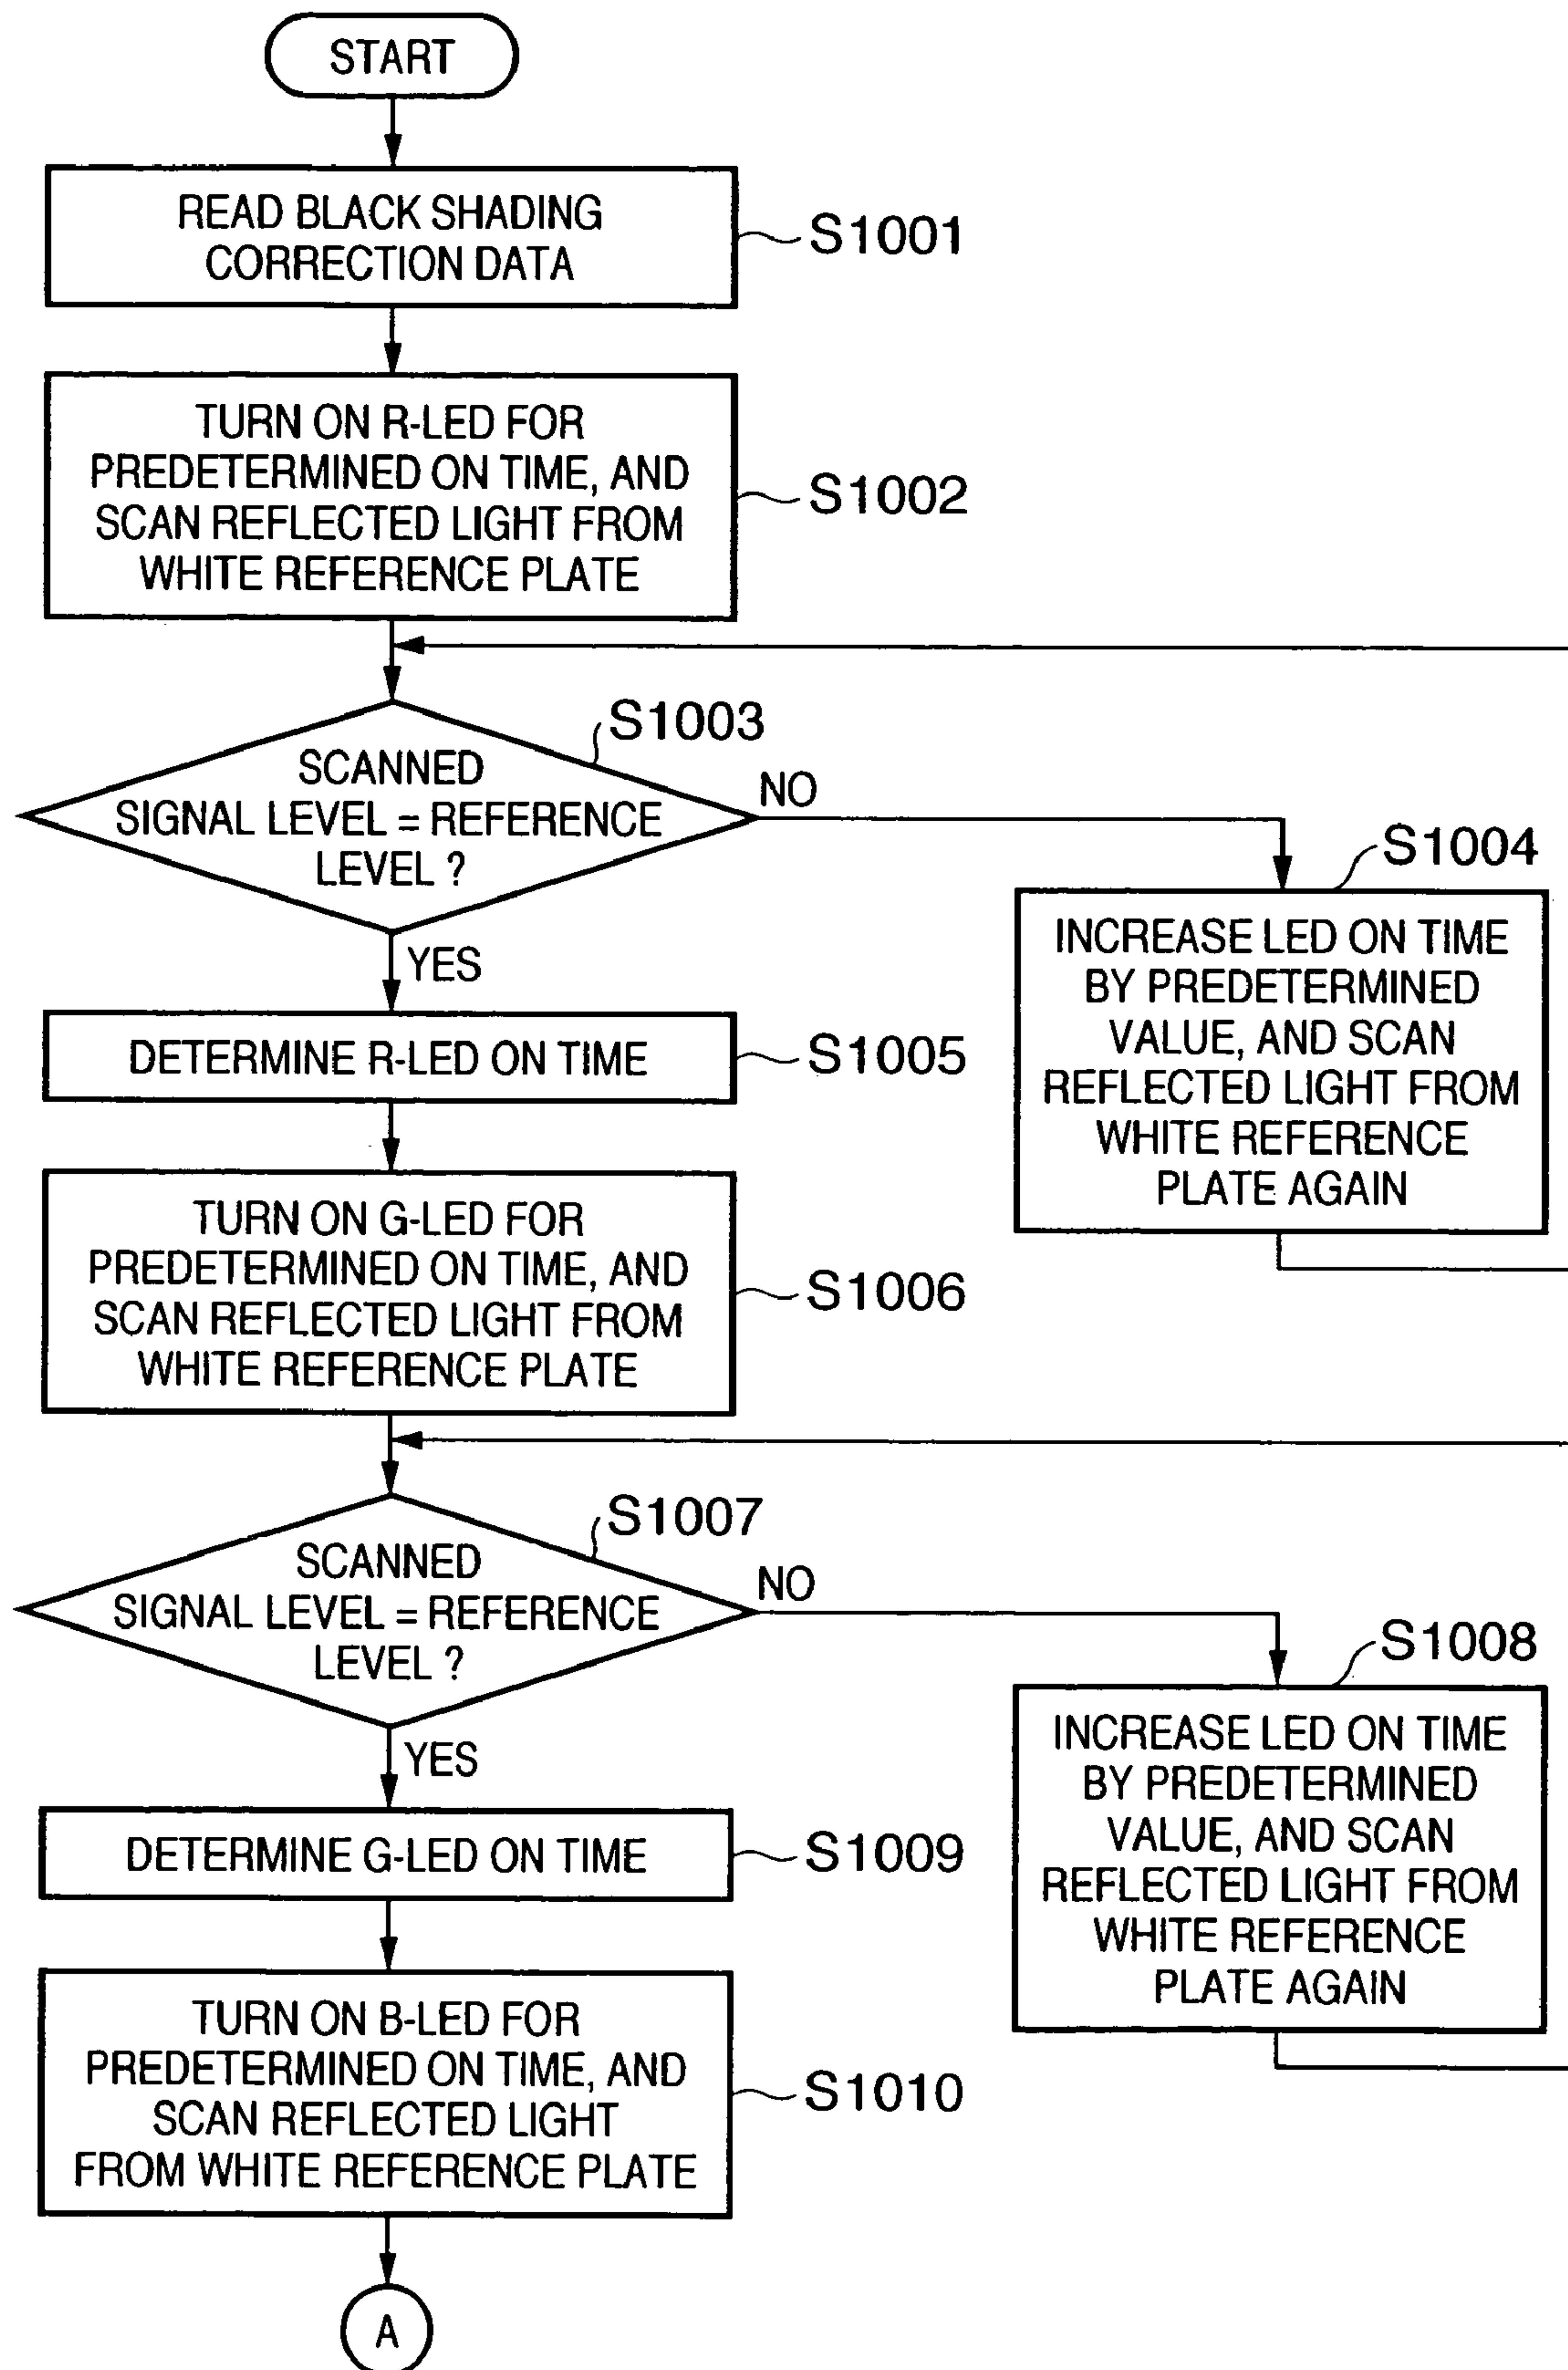 START
READ BLACK SHADING
CORRECTION DATA
S1001
TURN ON R-LED FOR
PREDETERMINED ON TIME, AND
SCAN REFLECTED LIGHT FROM
WHITE REFERENCE PLATE
S1002
S1003
SCANNED
SIGNAL LEVEL = REFERENCE
LEVEL ?
NO
YES
S1004
INCREASE LED ON TIME
BY PREDETERMINED
VALUE, AND SCAN
REFLECTED LIGHT FROM
WHITE REFERENCE
PLATE AGAIN
DETERMINE R-LED ON TIME
S1005
TURN ON G-LED FOR
PREDETERMINED ON TIME, AND
SCAN REFLECTED LIGHT FROM
WHITE REFERENCE PLATE
S1006
S1007
SCANNED
SIGNAL LEVEL = REFERENCE
LEVEL ?
NO
YES
S1008
INCREASE LED ON TIME
BY PREDETERMINED
VALUE, AND SCAN
REFLECTED LIGHT FROM
WHITE REFERENCE
PLATE AGAIN
DETERMINE G-LED ON TIME
S1009
TURN ON B-LED FOR
PREDETERMINED ON TIME, AND
SCAN REFLECTED LIGHT
FROM WHITE REFERENCE PLATE
S1010
A